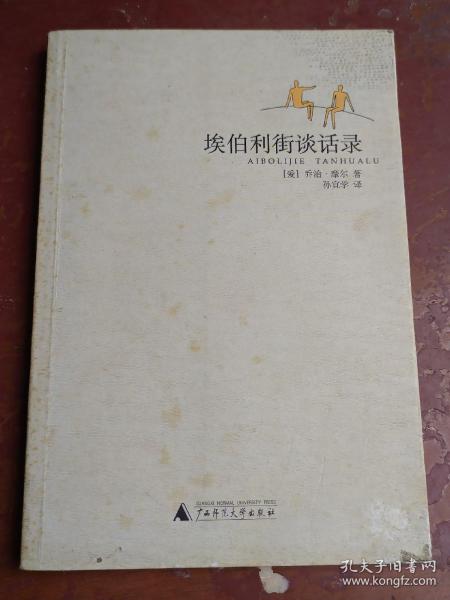 埃伯利街谈话录
AIBOLIJIE TANHUALU
[爱] 乔治·摩尔 著
孙宜学 译
GUANGXI NORMAL UNIVERSITY PRESS
广西师范大学出版社
孔夫子旧书网
www.kongfz.com